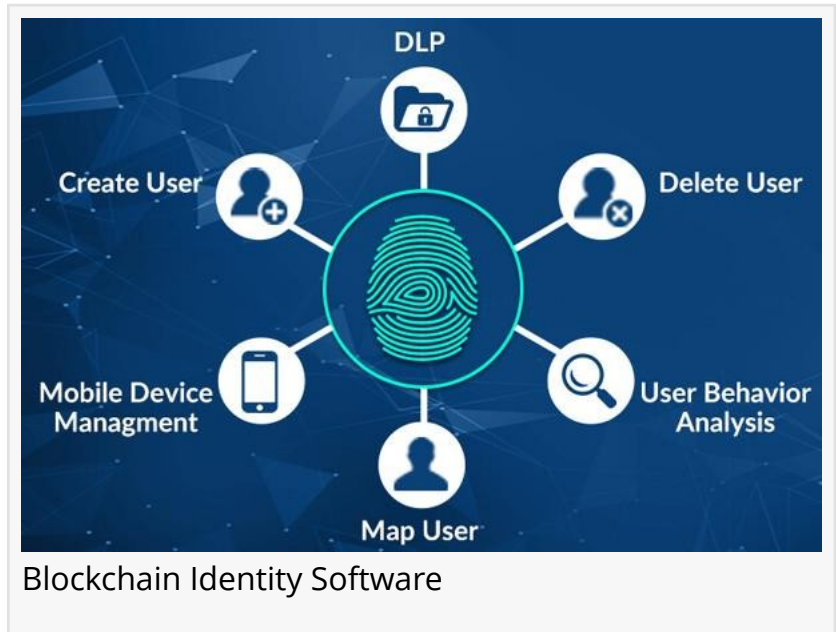 DLP
Create User
Delete User
Mobile Device
Managment
User Behavior
Analysis
Map User
Blockchain Identity Software